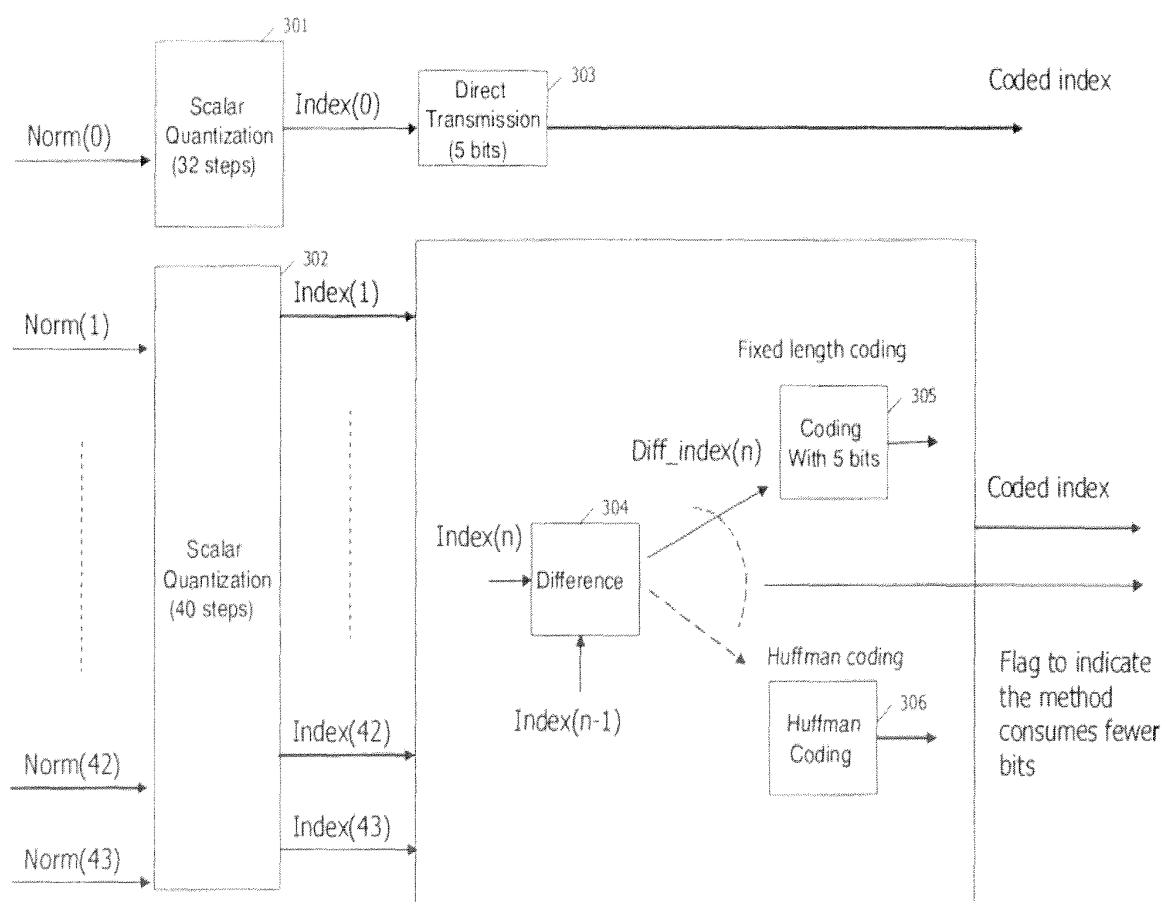 301
Scalar
Quantization
(32 steps)
Norm(0)
Index(0)
303
Direct
Transmission
(5 bits)
Coded index
302
Norm(1)
Index(1)
Scalar
Quantization
(40 steps)
Fixed length coding
305
Coding
With 5 bits
Diff_index(n)
304
Index(n)
Difference
Index(n-1)
Coded index
Huffman coding
306
Huffman
Coding
Flag to indicate
the method
consumes fewer
bits
Norm(42)
Index(42)
Norm(43)
Index(43)